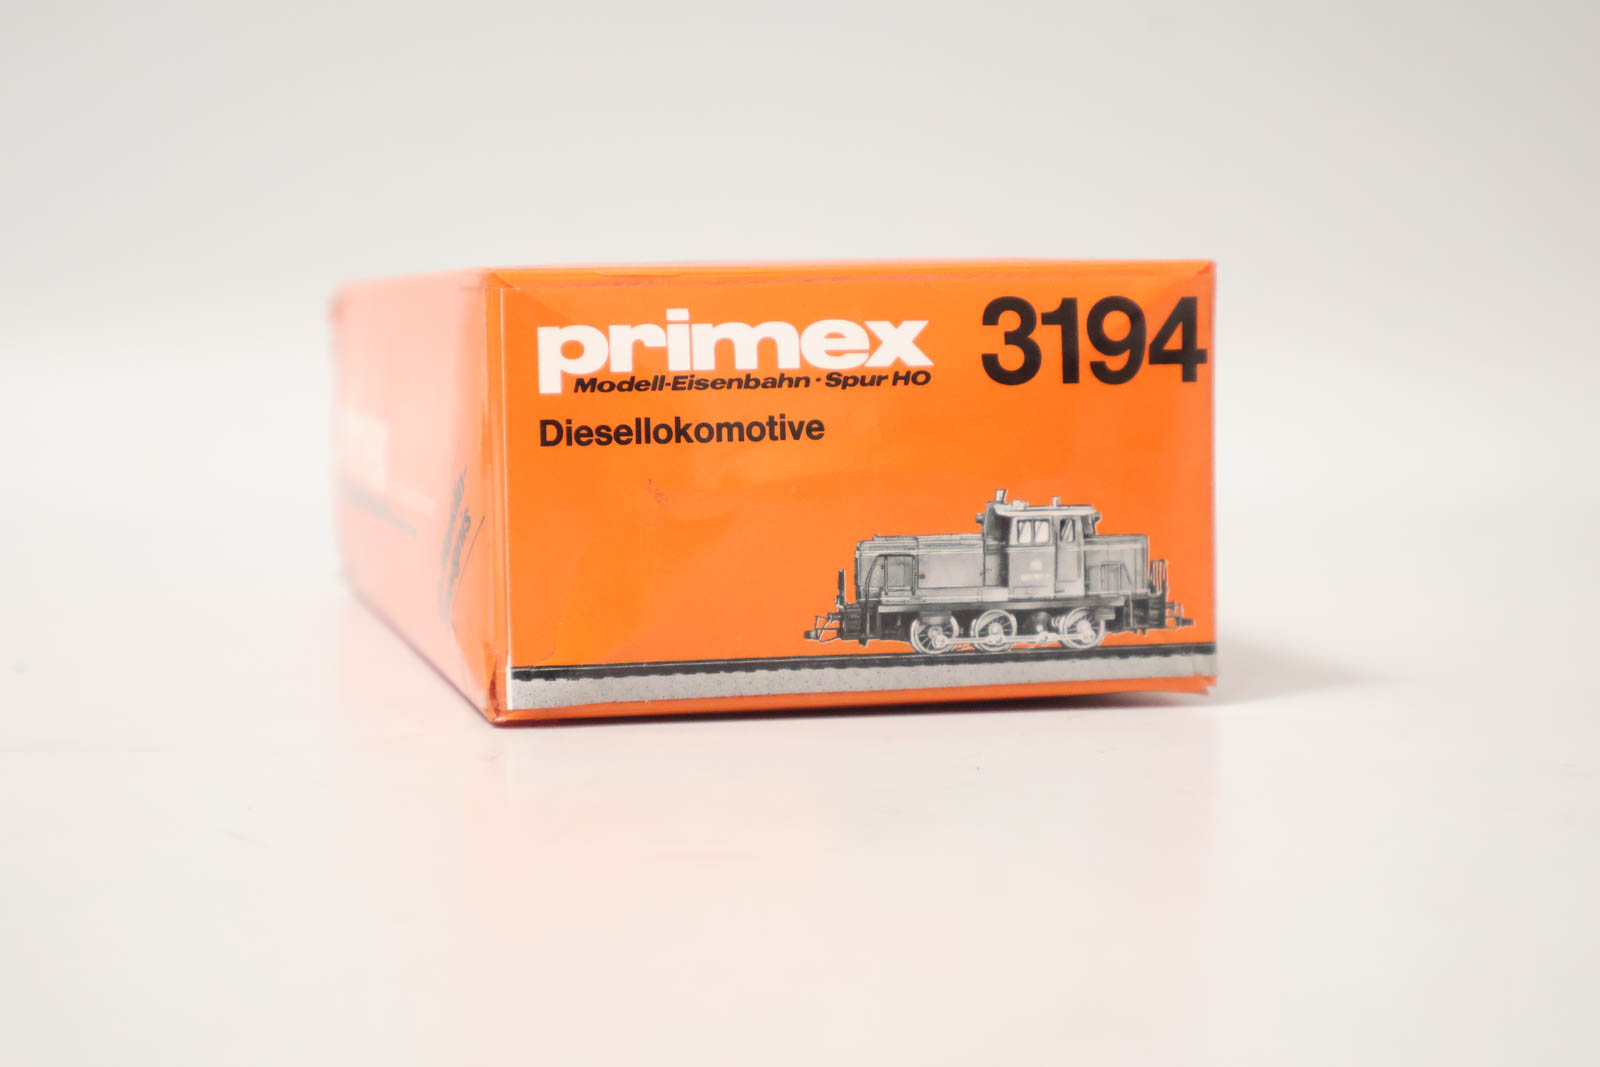 primex
3194
Modell-Eisenbahn · Spur HO
Diesellokomotive